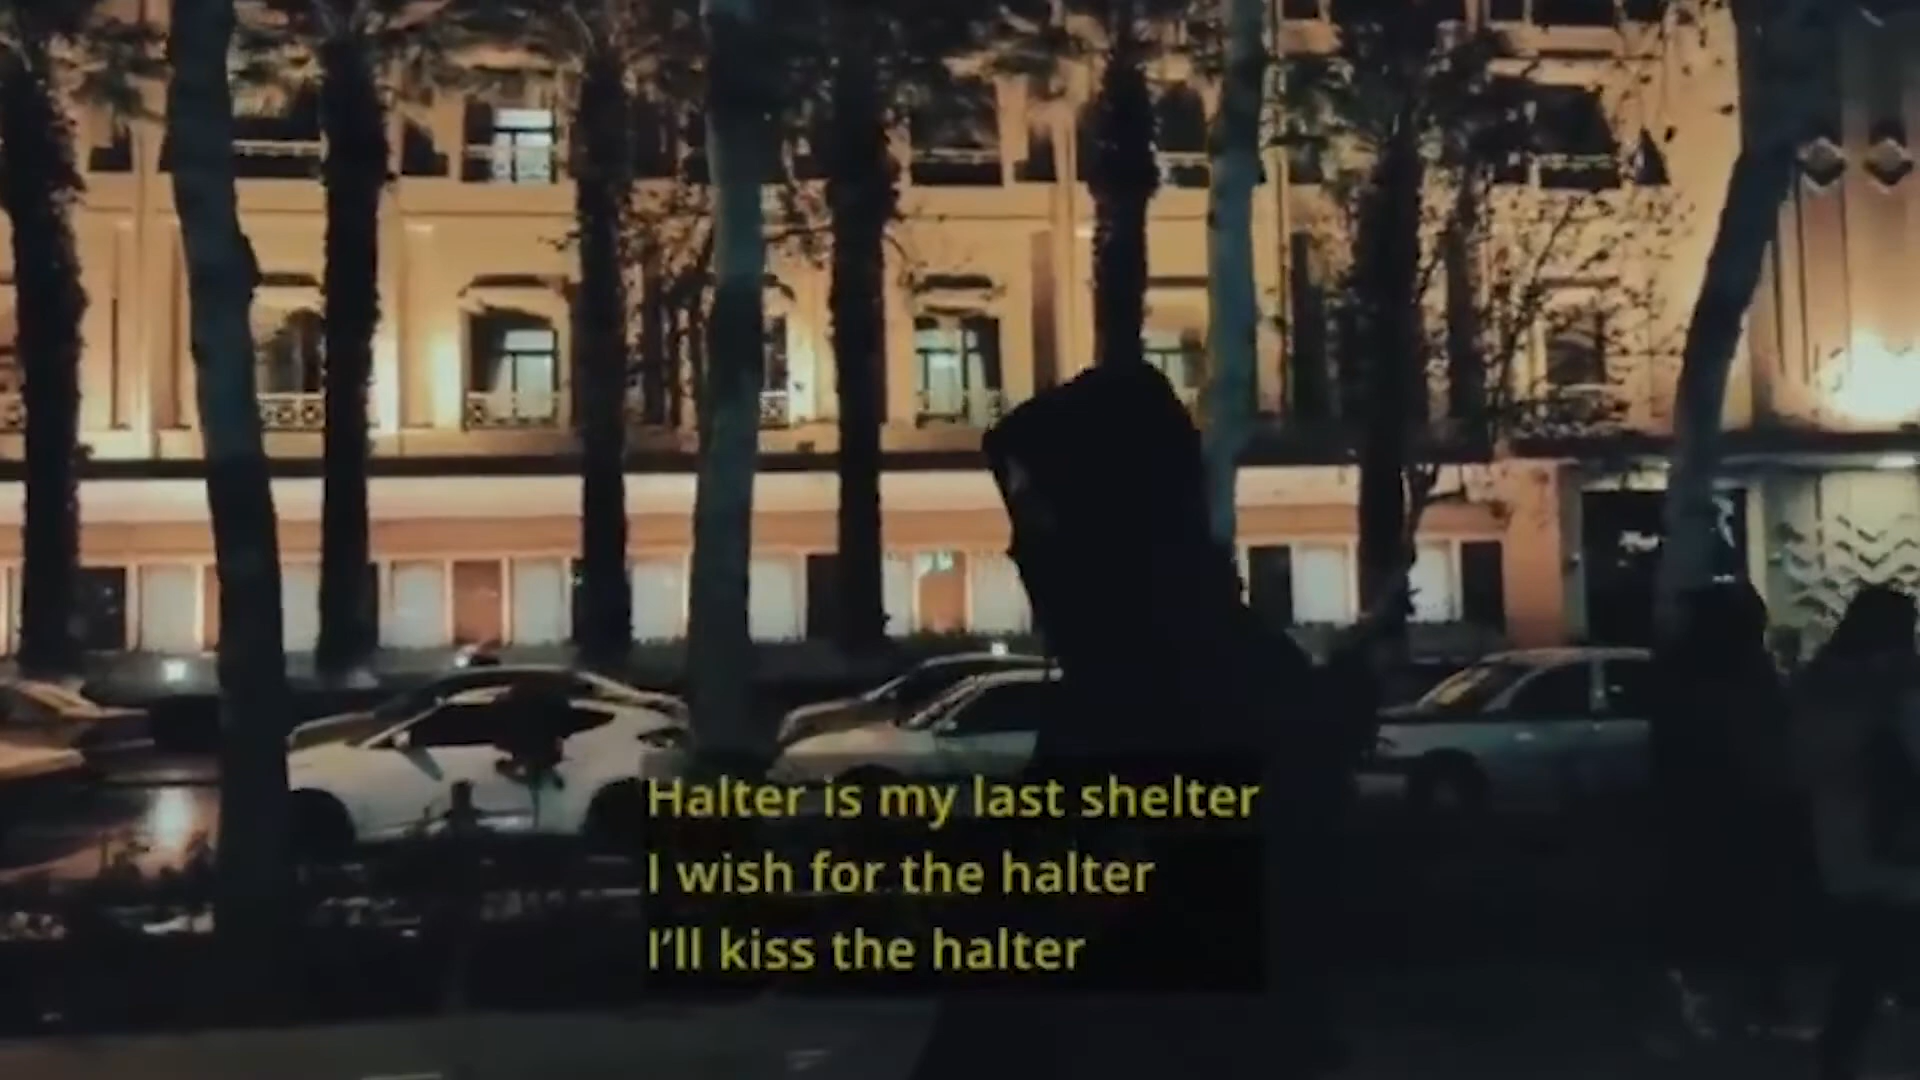 Halter is my last shelter
I wish for the halter
I'll kiss the halter